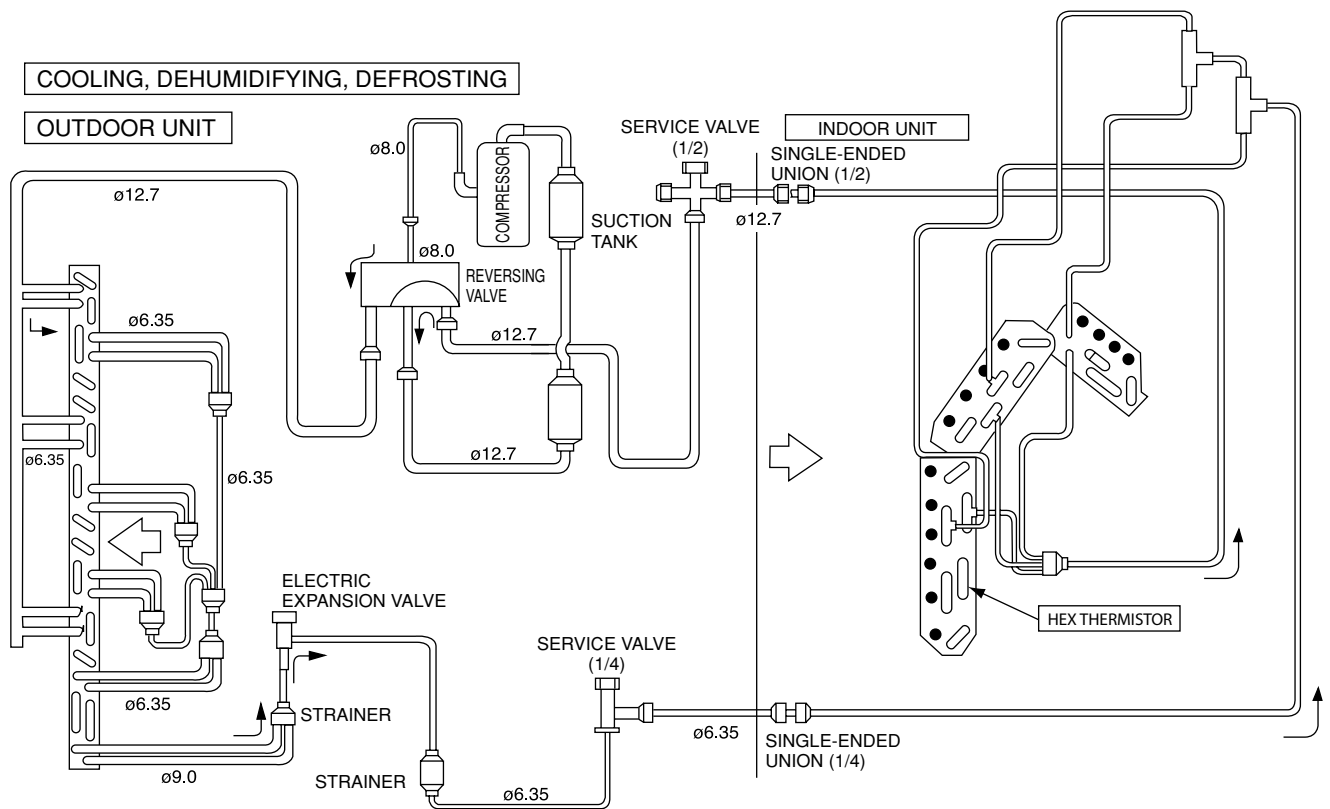 COOLING, DEHUMIDIFYING, DEFROSTING
OUTDOOR UNIT
INDOOR UNIT
ø12.7
ø8.0
COMPRESSOR
SUCTION
TANK
ø8.0
REVERSING
VALVE
SERVICE VALVE
(1/2)
SINGLE-ENDED
UNION (1/2)
ø12.7
ø6.35
ø12.7
ø12.7
ø6.35
ø6.35
ELECTRIC
EXPANSION VALVE
HEX THERMISTOR
SERVICE VALVE
(1/4)
ø6.35
STRAINER
ø9.0
STRAINER
ø6.35
ø6.35
SINGLE-ENDED
UNION (1/4)